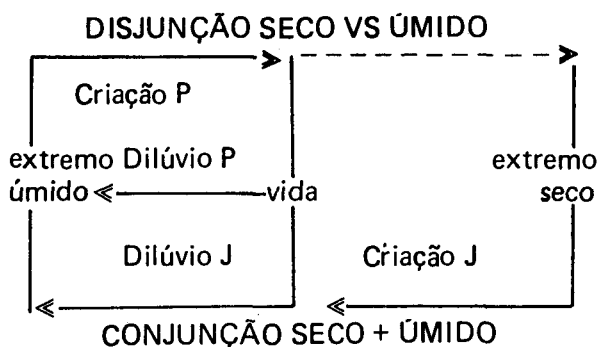 DISJUNÇÃO SECO VS ÚMIDO
Criação P
extremo Dilúvio P extremo
úmido vida seco
Dilúvio J Criação J
CONJUNÇÃO SECO + ÚMIDO